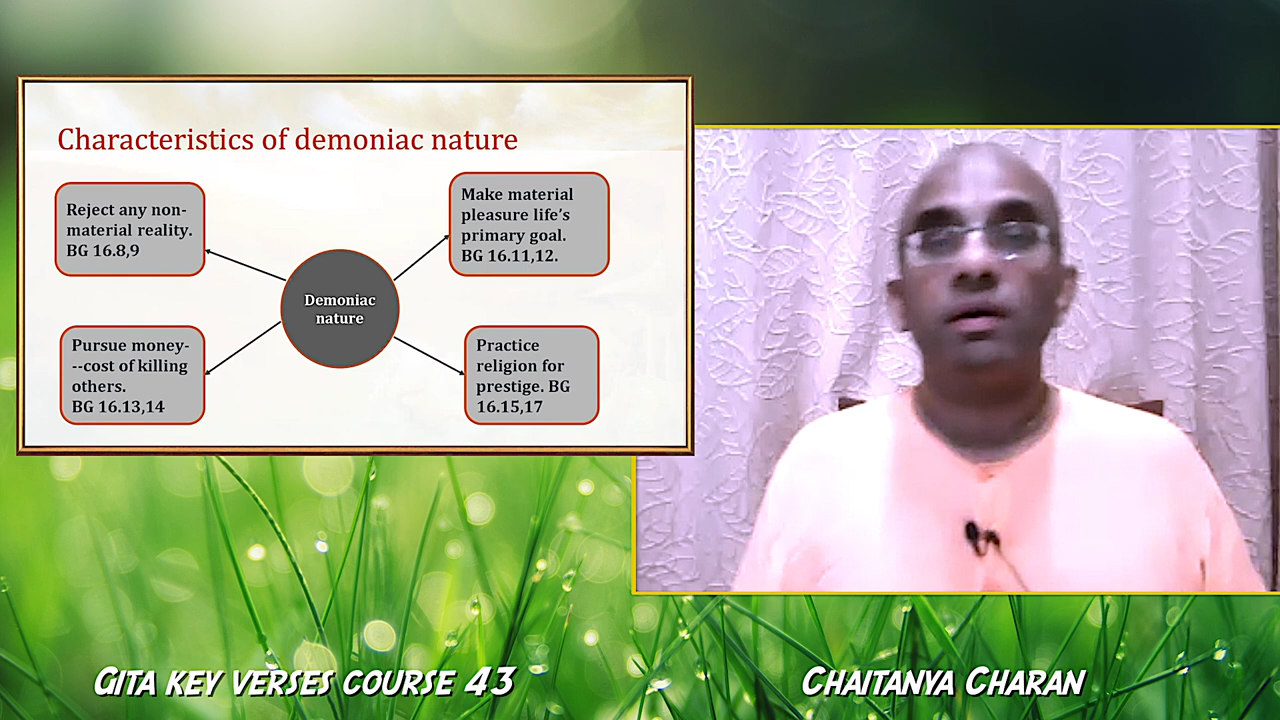 Characteristics of demoniac nature
Reject any non-
material reality.
BG 16.8,9
Make material
pleasure life’s
primary goal.
BG 16.11,12.
Demoniac
nature
Pursue money-
--cost of killing
others.
BG 16.13,14
Practice
religion for
prestige. BG
16.15,17
GITA KEY VERSES COURSE 43
CHAITANYA CHARAN